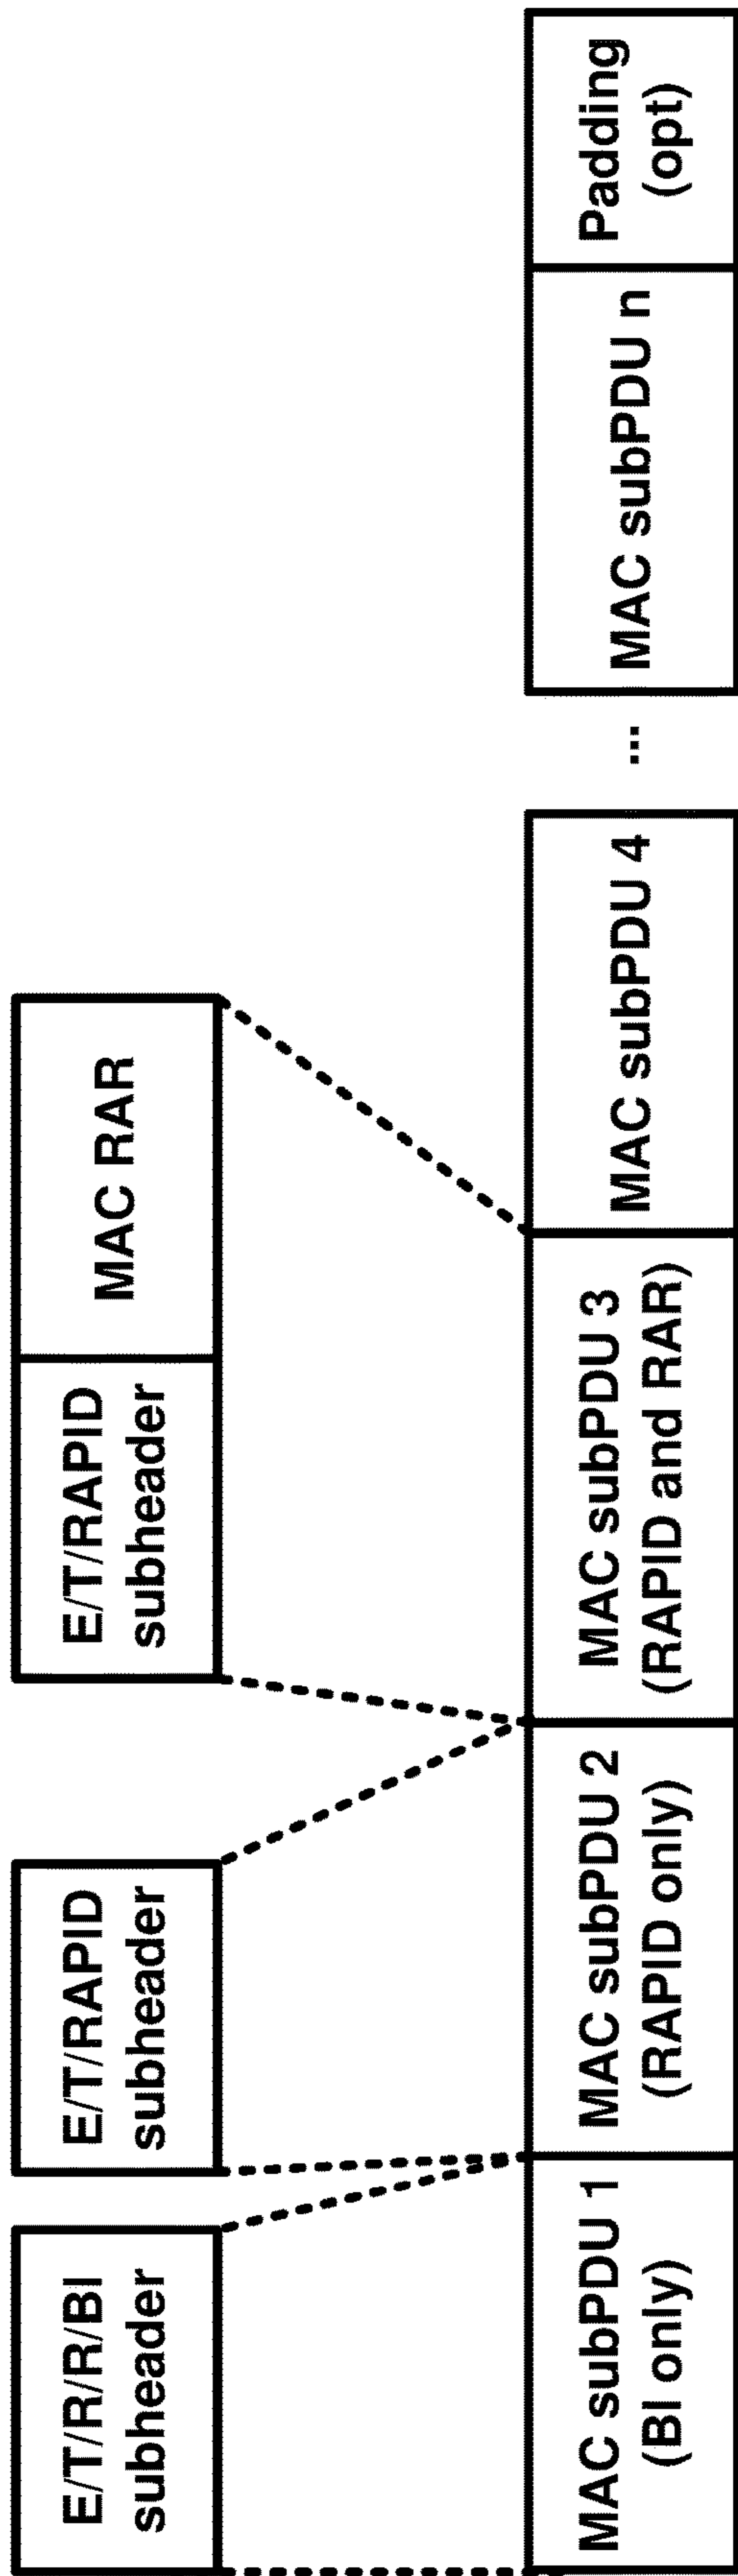 E/T/R/R/BI
subheader
E/T/RAPID
subheader
E/T/RAPID
subheader
MAC RAR
MAC subPDU 1
(BI only)
MAC subPDU 2
(RAPID only)
MAC subPDU 3
(RAPID and RAR)
MAC subPDU 4
...
MAC subPDU n
Padding
(opt)